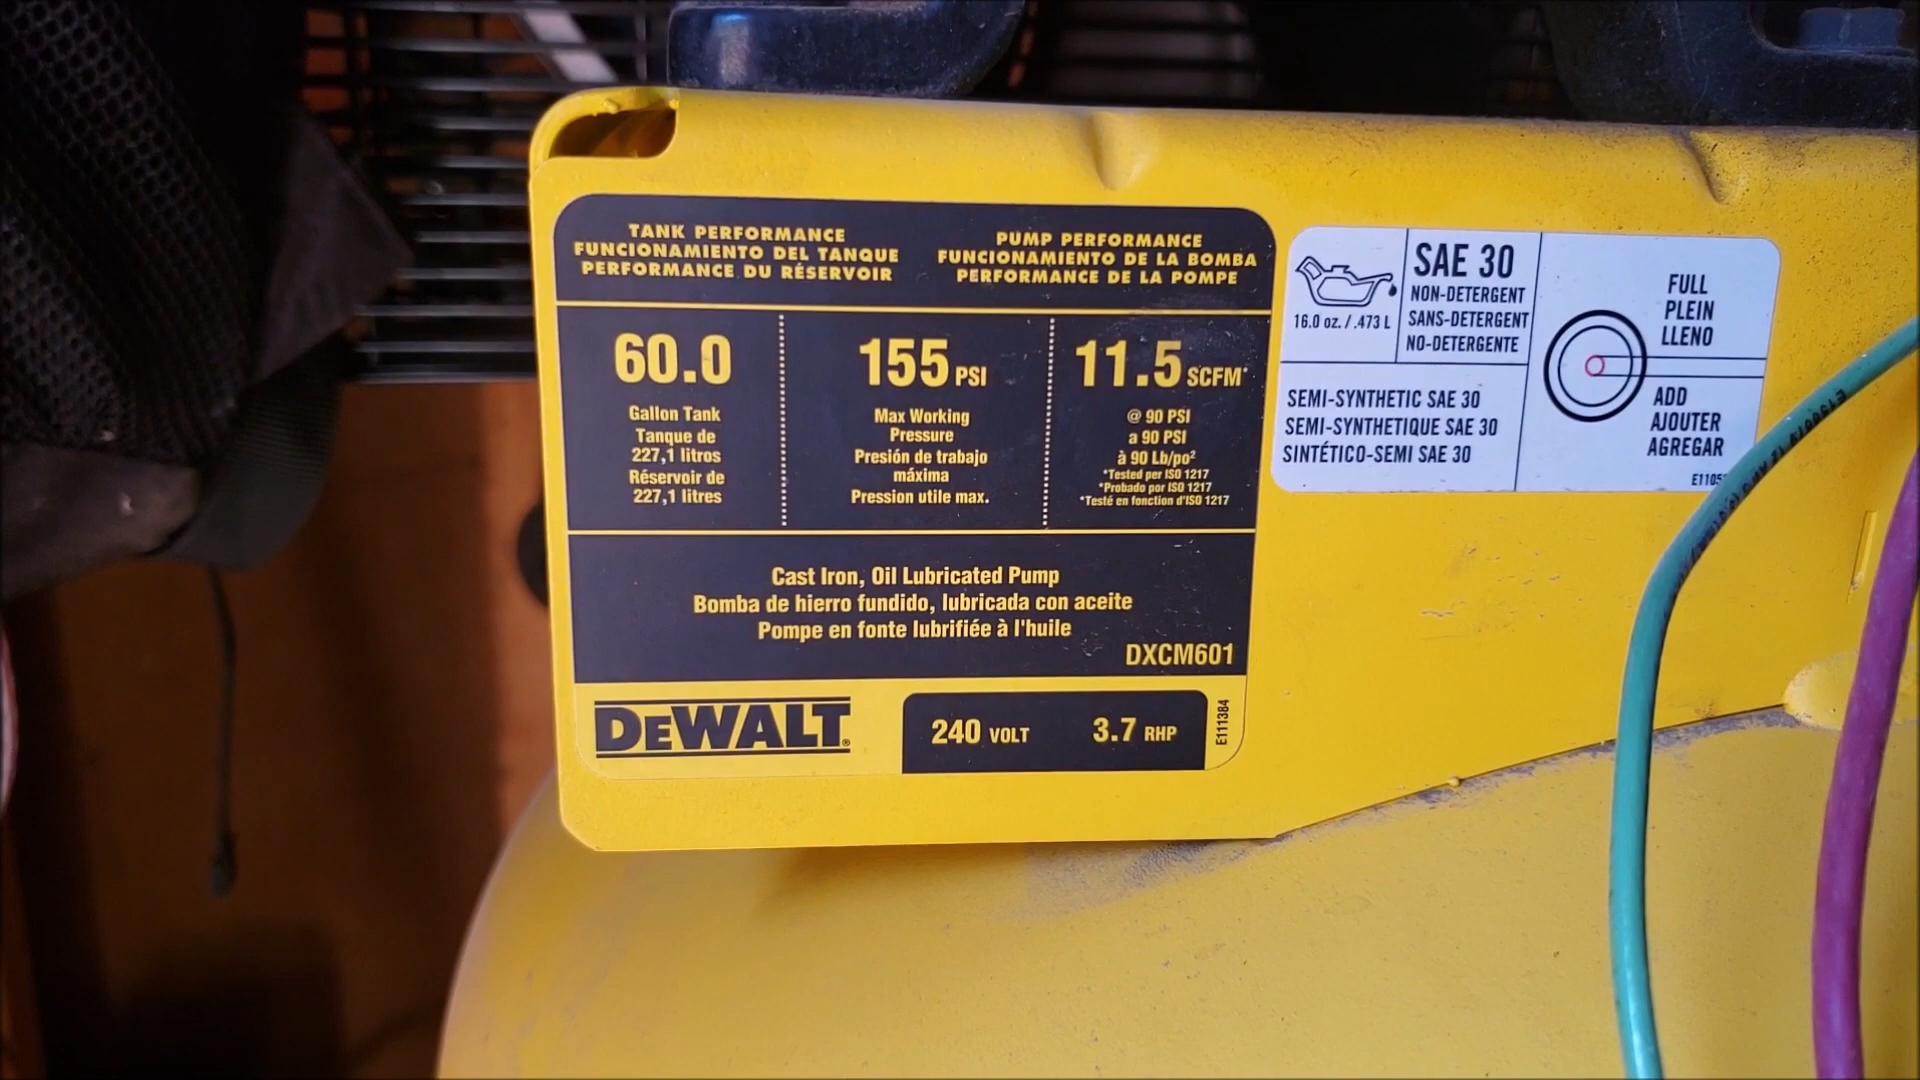 TANK PERFORMANCE
FUNCIONAMIENTO DEL TANQUE
PERFORMANCE DU RÉSERVOIR
PUMP PERFORMANCE
FUNCIONAMIENTO DE LA BOMBA
PERFORMANCE DE LA POMPE
60.0
Gallon Tank
Tanque de
227,1 litros
Réservoir de
227,1 litres
155 PSI
Max Working
Pressure
Presión de trabajo
máxima
Pression utile max.
11.5 SCFM*
@ 90 PSI
a 90 PSI
à 90 Lb/po²
*Tested per ISO 1217
*Probado por ISO 1217
*Testé en fonction d'ISO 1217
Cast Iron, Oil Lubricated Pump
Bomba de hierro fundido, lubricada con aceite
Pompe en fonte lubrifiée à l'huile
DXCM601
DEWALT®
240 VOLT 3.7 RHP
E111384
16.0 oz. / .473 L
SAE 30
NON-DETERGENT
SANS-DETERGENT
NO-DETERGENTE
SEMI-SYNTHETIC SAE 30
SEMI-SYNTHETIQUE SAE 30
SINTÉTICO-SEMI SAE 30
FULL
PLEIN
LLENO
ADD
AJOUTER
AGREGAR